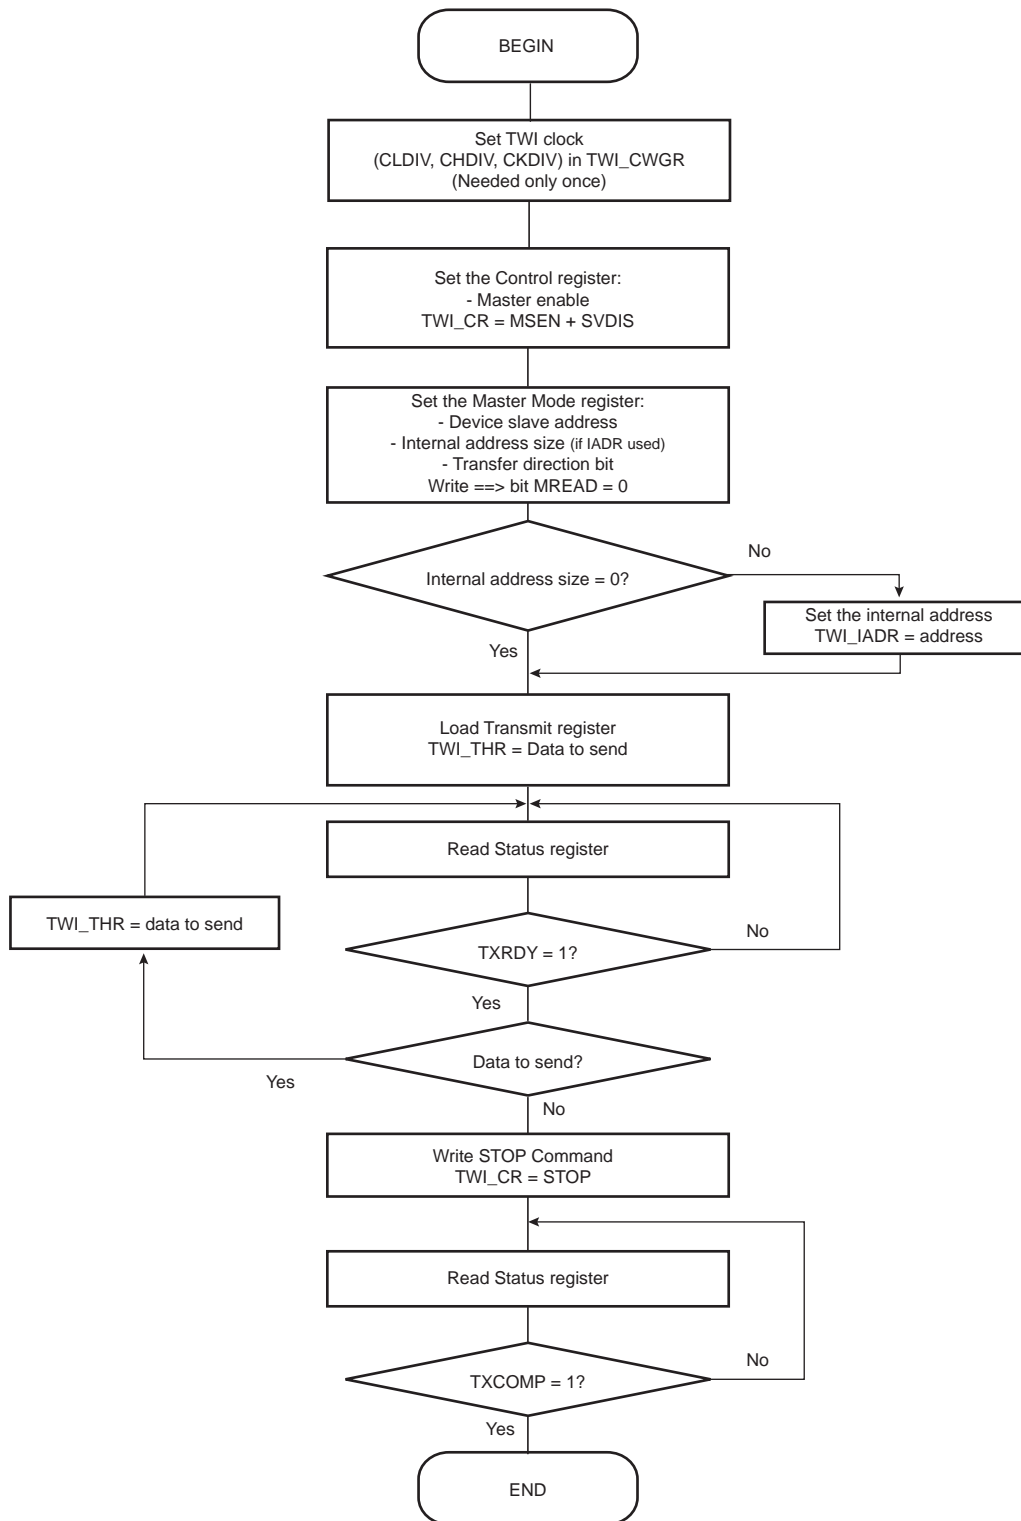 BEGIN
Set TWI clock
(CLDIV, CHDIV, CKDIV) in TWI_CWGR
(Needed only once)
Set the Control register:
- Master enable
TWI_CR = MSEN + SVDIS
Set the Master Mode register:
- Device slave address
- Internal address size (if IADR used)
- Transfer direction bit
Write ==> bit MREAD = 0
No
Internal address size = 0?
Set the internal address
TWI_IADR = address
Yes
Load Transmit register
TWI_THR = Data to send
Read Status register
TWI_THR = data to send
No
TXRDY = 1?
Yes
Data to send?
Yes
No
Write STOP Command
TWI_CR = STOP
Read Status register
No
TXCOMP = 1?
Yes
END